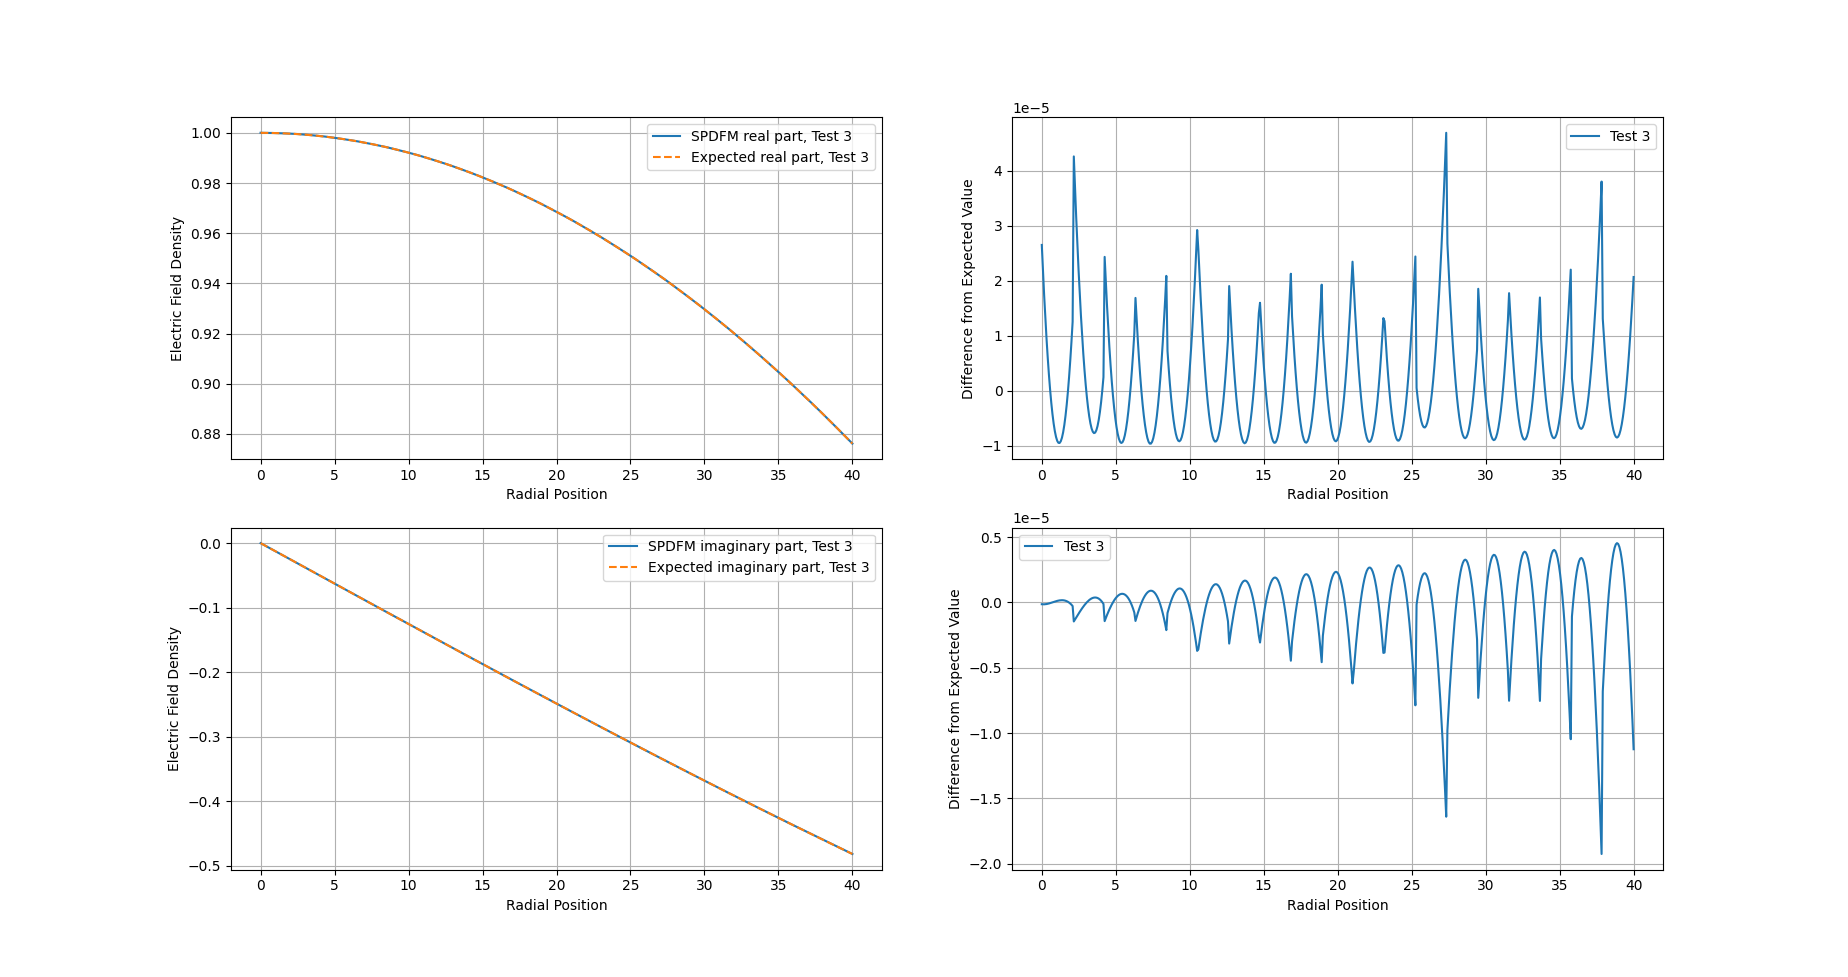 1.00
0.98
0.96
0.94
0.92
0.90
0.88
Electric Field Density
SPDFM real part, Test 3
Expected real part, Test 3
0 5 10 15 20 25 30 35 40
Radial Position
1e−5
4
3
2
1
0
−1
Difference from Expected Value
Test 3
0 5 10 15 20 25 30 35 40
Radial Position
0.0
−0.1
−0.2
−0.3
−0.4
−0.5
Electric Field Density
SPDFM imaginary part, Test 3
Expected imaginary part, Test 3
0 5 10 15 20 25 30 35 40
Radial Position
1e−5
0.5
0.0
−0.5
−1.0
−1.5
−2.0
Difference from Expected Value
Test 3
0 5 10 15 20 25 30 35 40
Radial Position